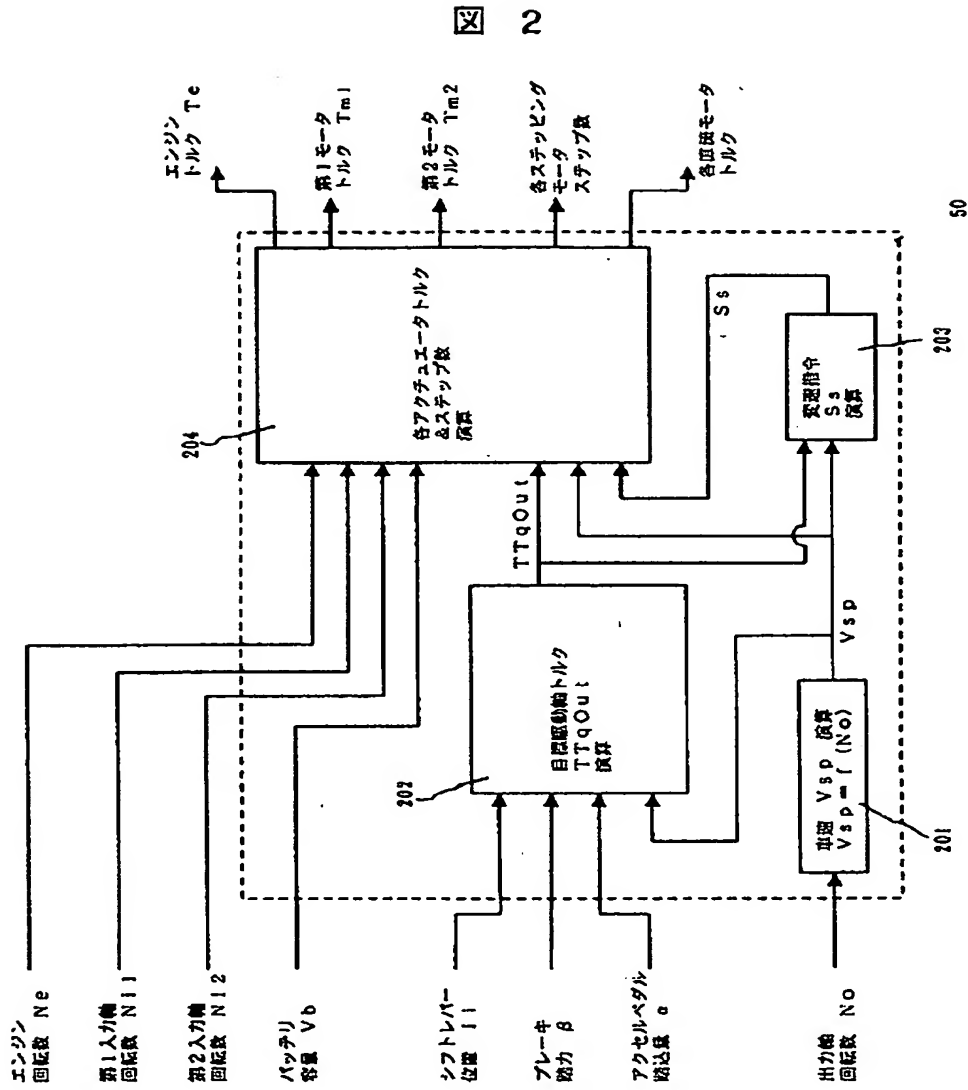 図 2
エンジン
回転数 Ne
第1入力軸
回転数 Ni1
第2入力軸
回転数 Ni2
バッテリ
容量 Vb
シフトレバー
位置 Ii
ブレーキ
踏力 β
アクセルペダル
踏込量 α
出力軸
回転数 No
202
目標駆動軸トルク
TTqOut
演算
TTqOut
車速 Vsp 演算
Vsp=f(No)
201
Vsp
204
各アクチュエータトルク
&ステップ数
演算
Ss
変速指令
Ss
演算
203
エンジン
トルク Te
第1モータ
トルク Tm1
第2モータ
トルク Tm2
各ステッピング
モータ
ステップ数
各直流モータ
トルク
50